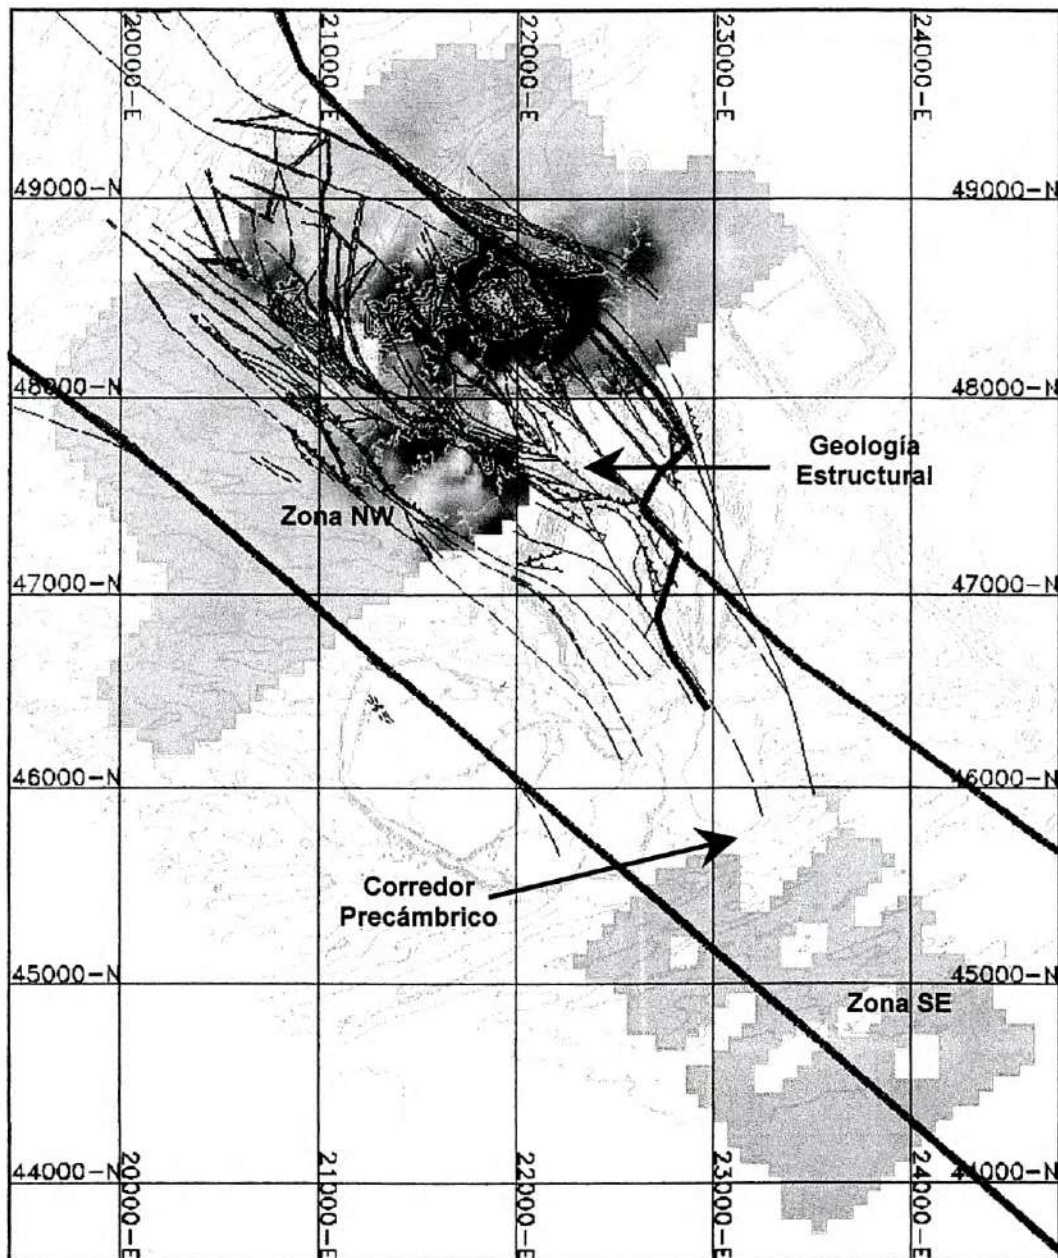 20000-E
21000-E
22000-E
23000-E
24000-E
49000-N
49000-N
48000-N
48000-N
Geología
Estructural
Zona NW
47000-N
47000-N
46000-N
46000-N
Corredor
Precámbrico
45000-N
45000-N
Zona SE
44000-N
44000-N
20000-E
21000-E
22000-E
23000-E
24000-E